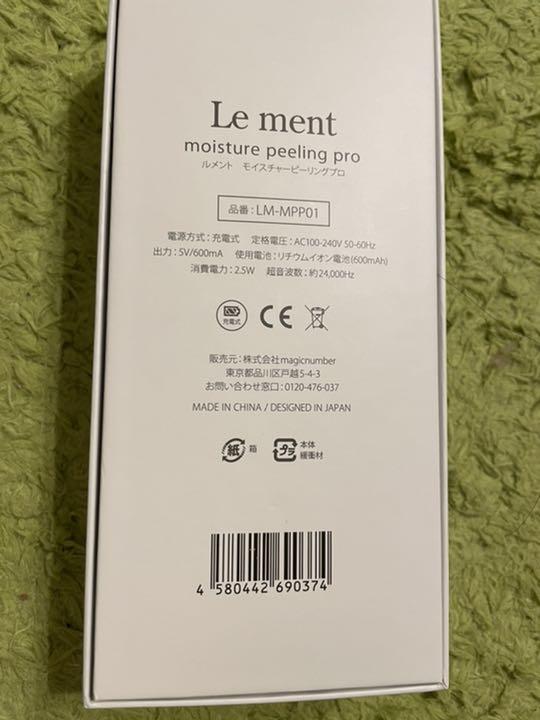 Le ment
moisture peeling pro
ルメント モイスチャーピーリングプロ
品番：LM-MPP01
電源方式：充電式 定格電圧：AC100-240V 50-60Hz
出力：5V/600mA 使用電池：リチウムイオン電池(600mAh)
消費電力：2.5W 超音波数：約24,000Hz
充電式
CE
販売元：株式会社magicnumber
東京都品川区戸越5-4-3
お問い合わせ窓口：0120-476-037
MADE IN CHINA / DESIGNED IN JAPAN
紙 箱
プラ 本体
緩衝材
4 580442 690374